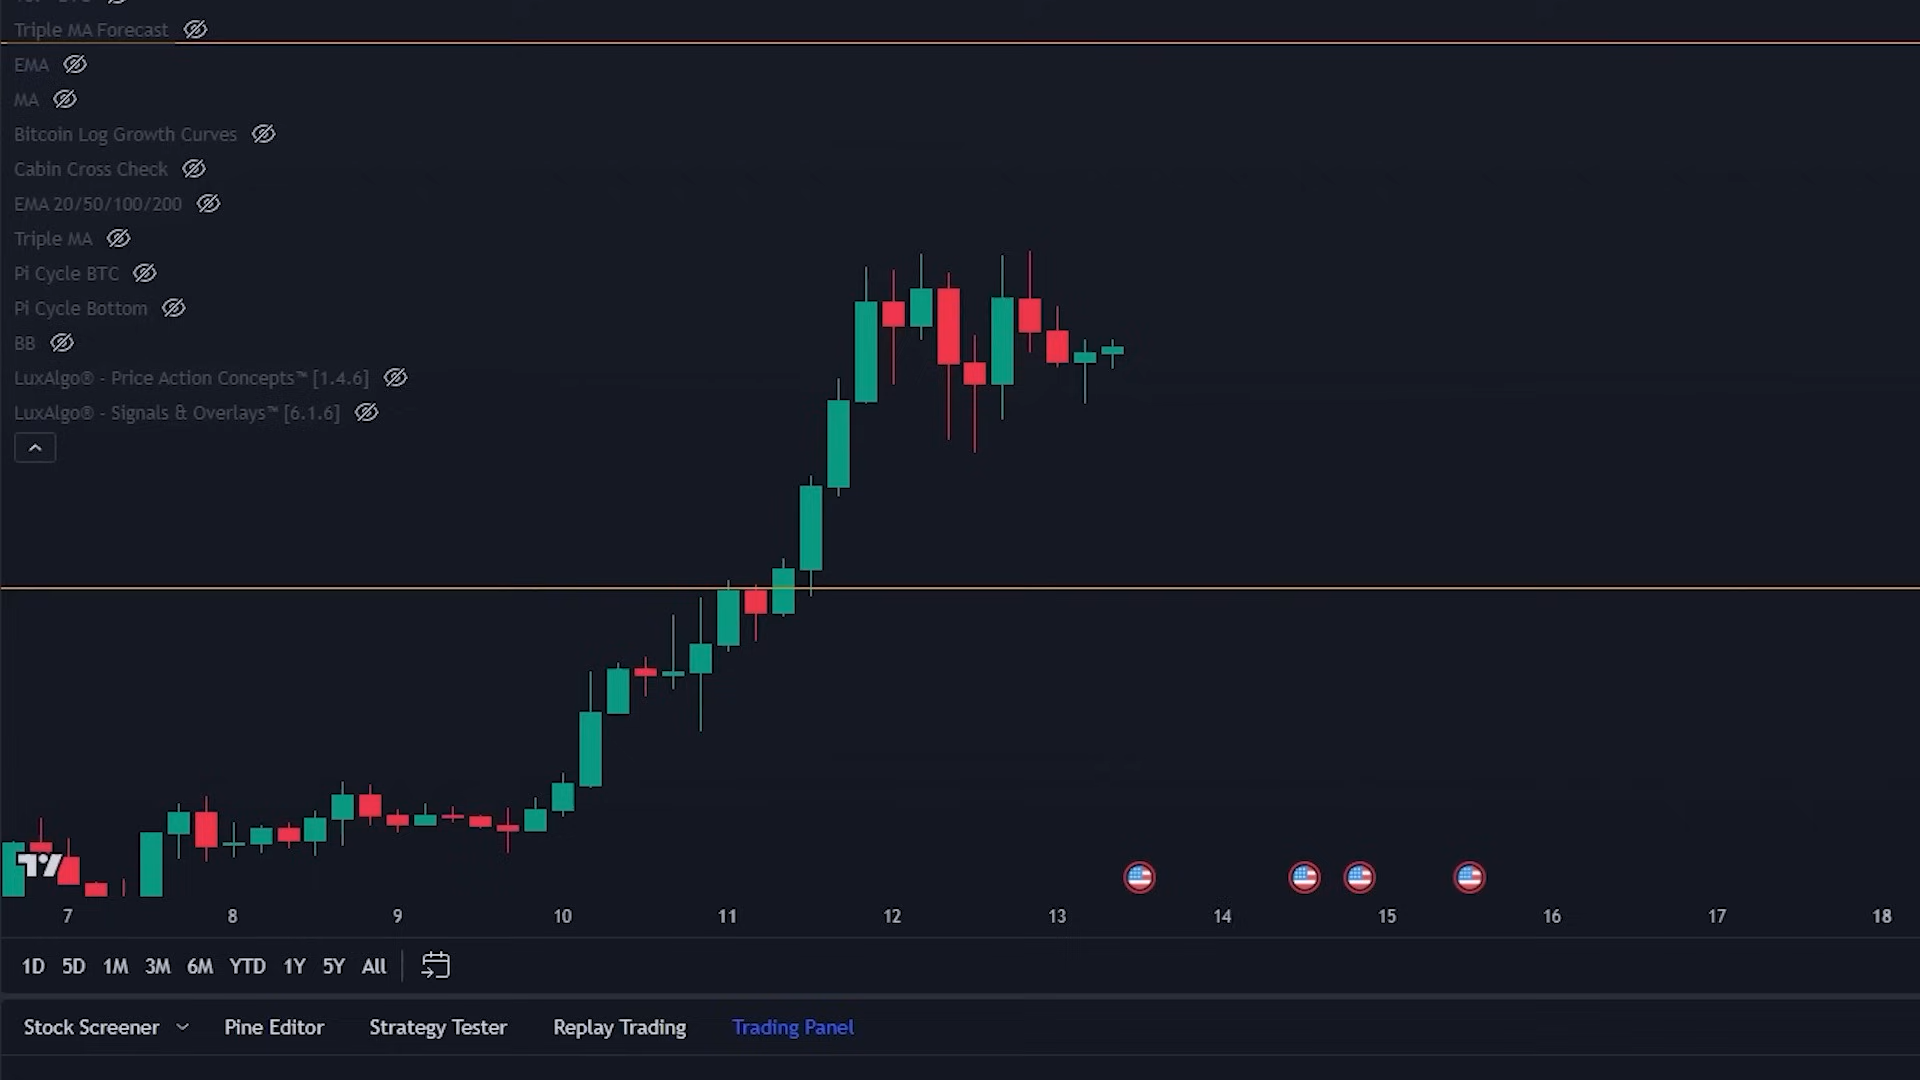 Triple MA Forecast
EMA
MA
Bitcoin Log Growth Curves
Cabin Cross Check
EMA 20/50/100/200
Triple MA
Pi Cycle BTC
Pi Cycle Bottom
BB
LuxAlgo® - Price Action Concepts™ [1.4.6]
LuxAlgo® - Signals & Overlays™ [6.1.6]
7 8 9 10 11 12 13 14 15 16 17 18
1D 5D 1M 3M 6M YTD 1Y 5Y All
Stock Screener Pine Editor Strategy Tester Replay Trading Trading Panel